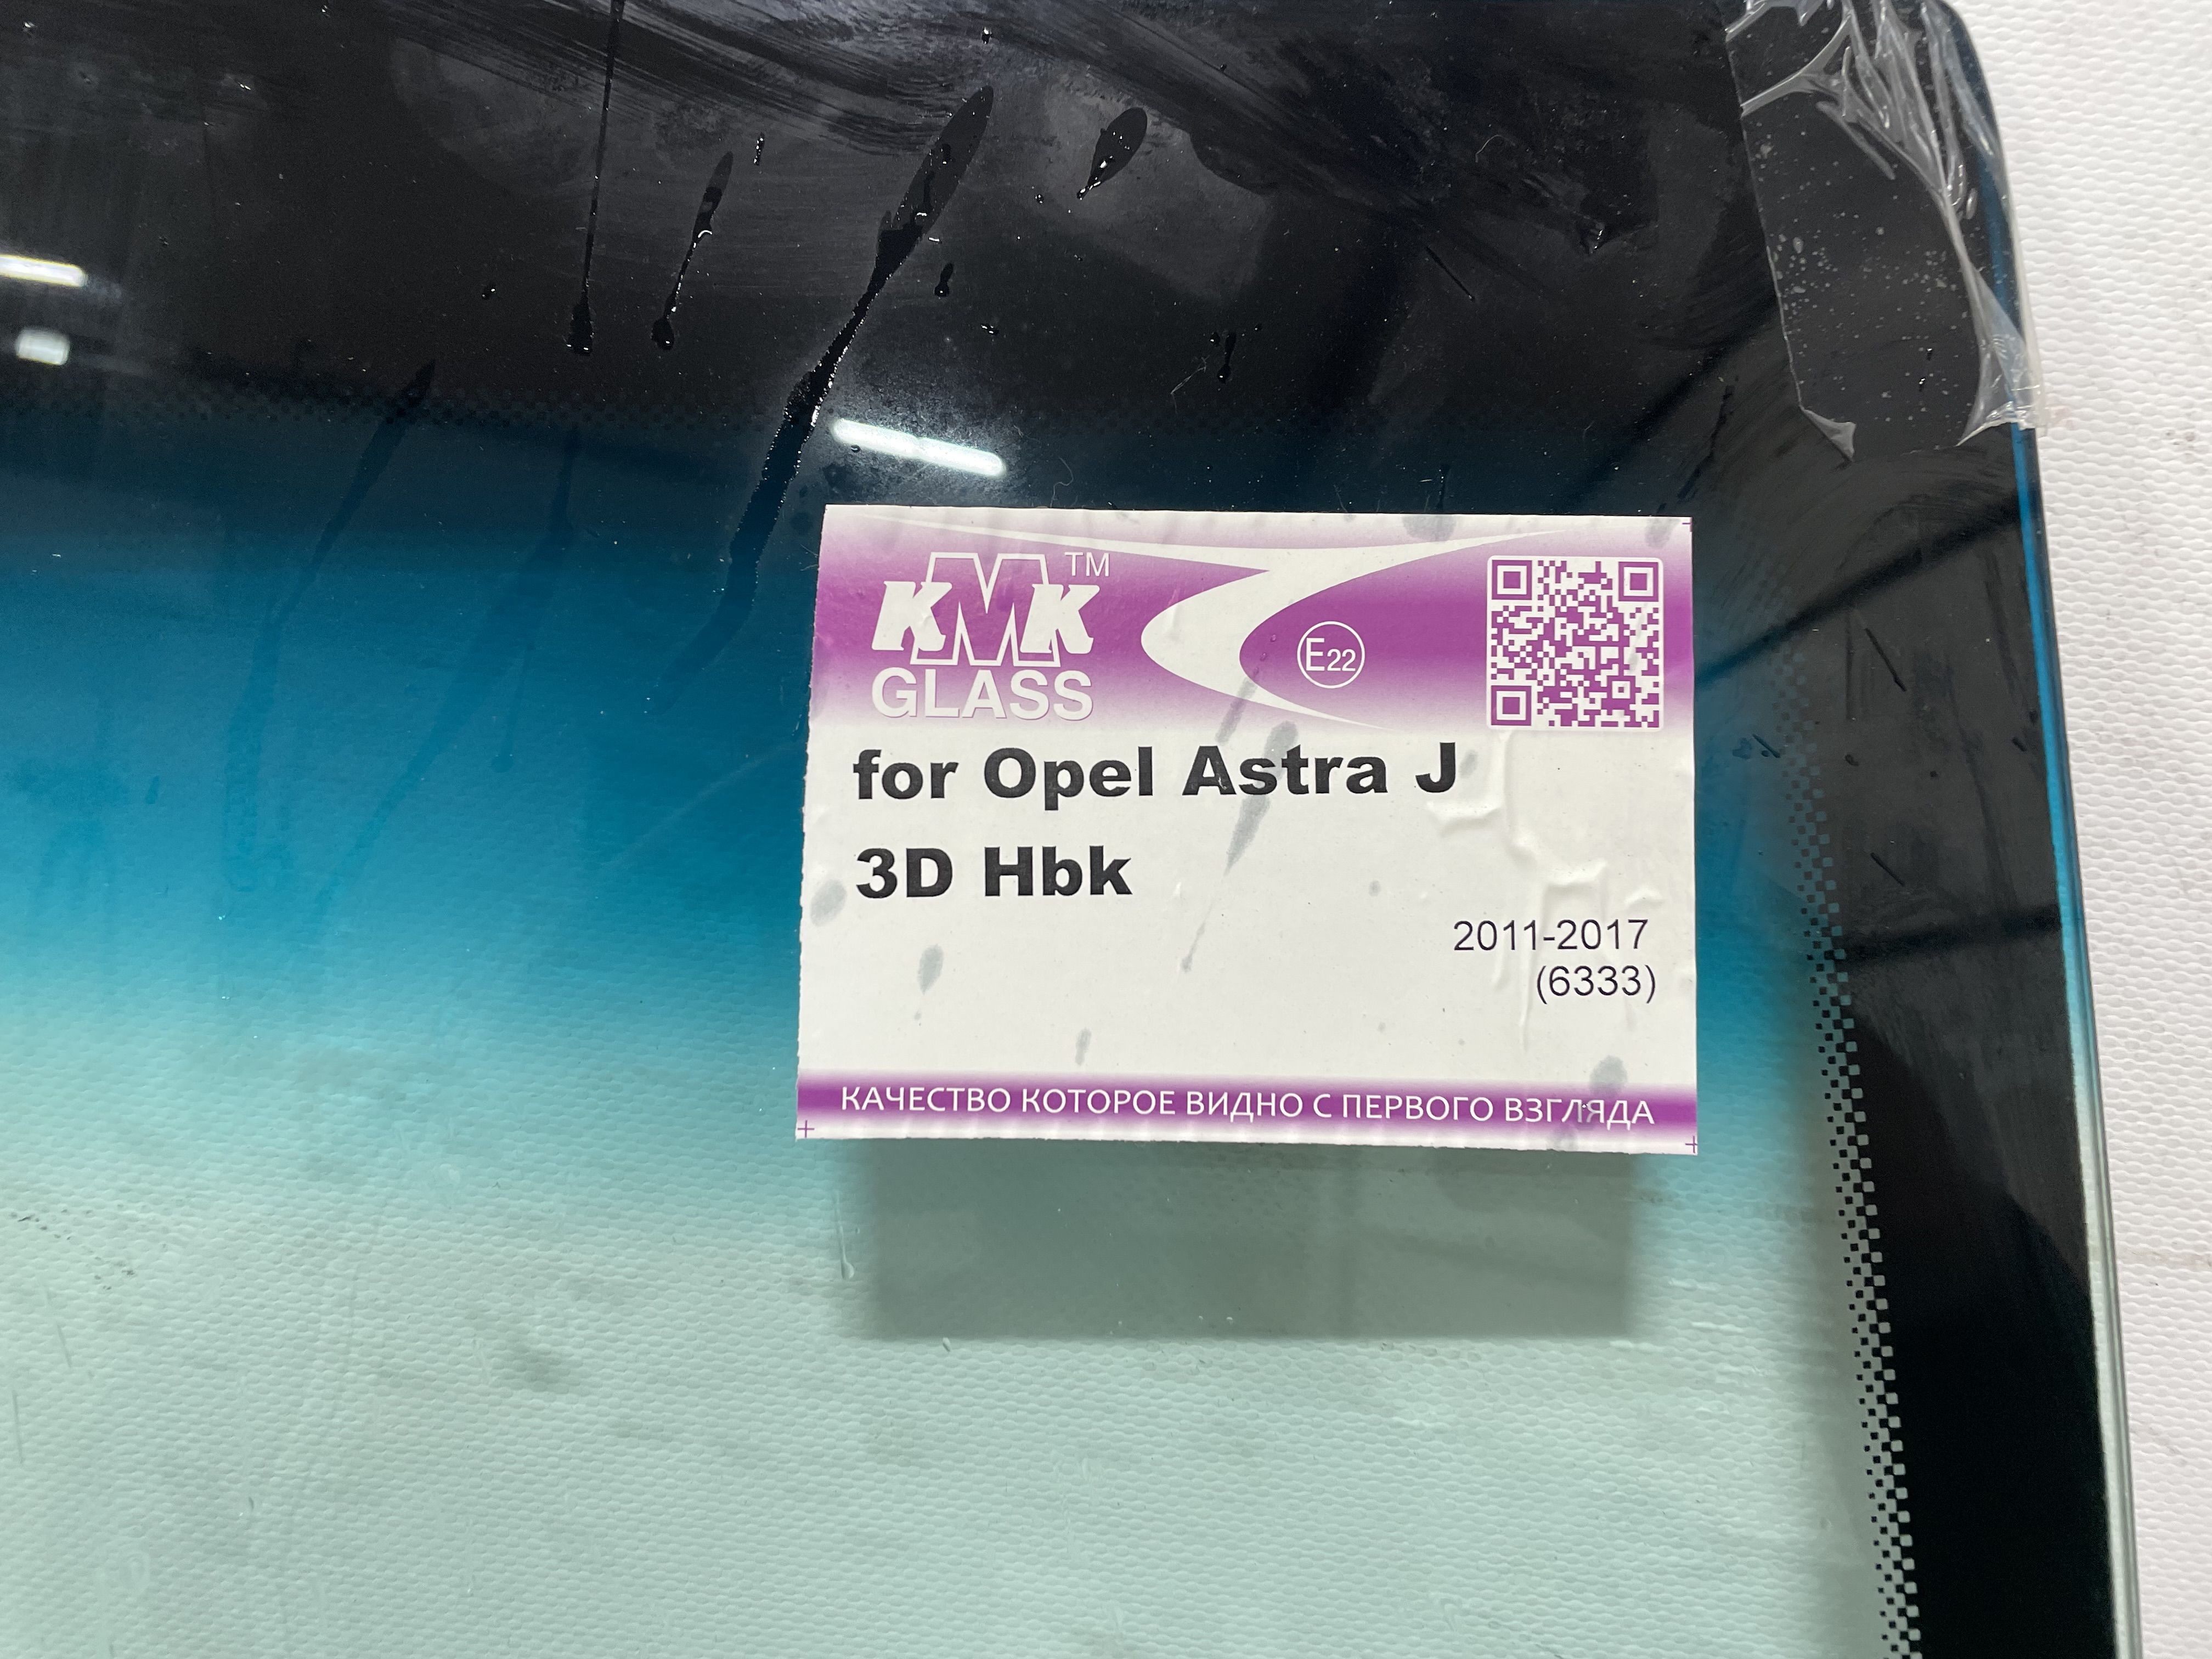 KMK™
GLASS
E22
for Opel Astra J
3D Hbk
2011-2017
(6333)
КАЧЕСТВО КОТОРОЕ ВИДНО С ПЕРВОГО ВЗГЛЯДА